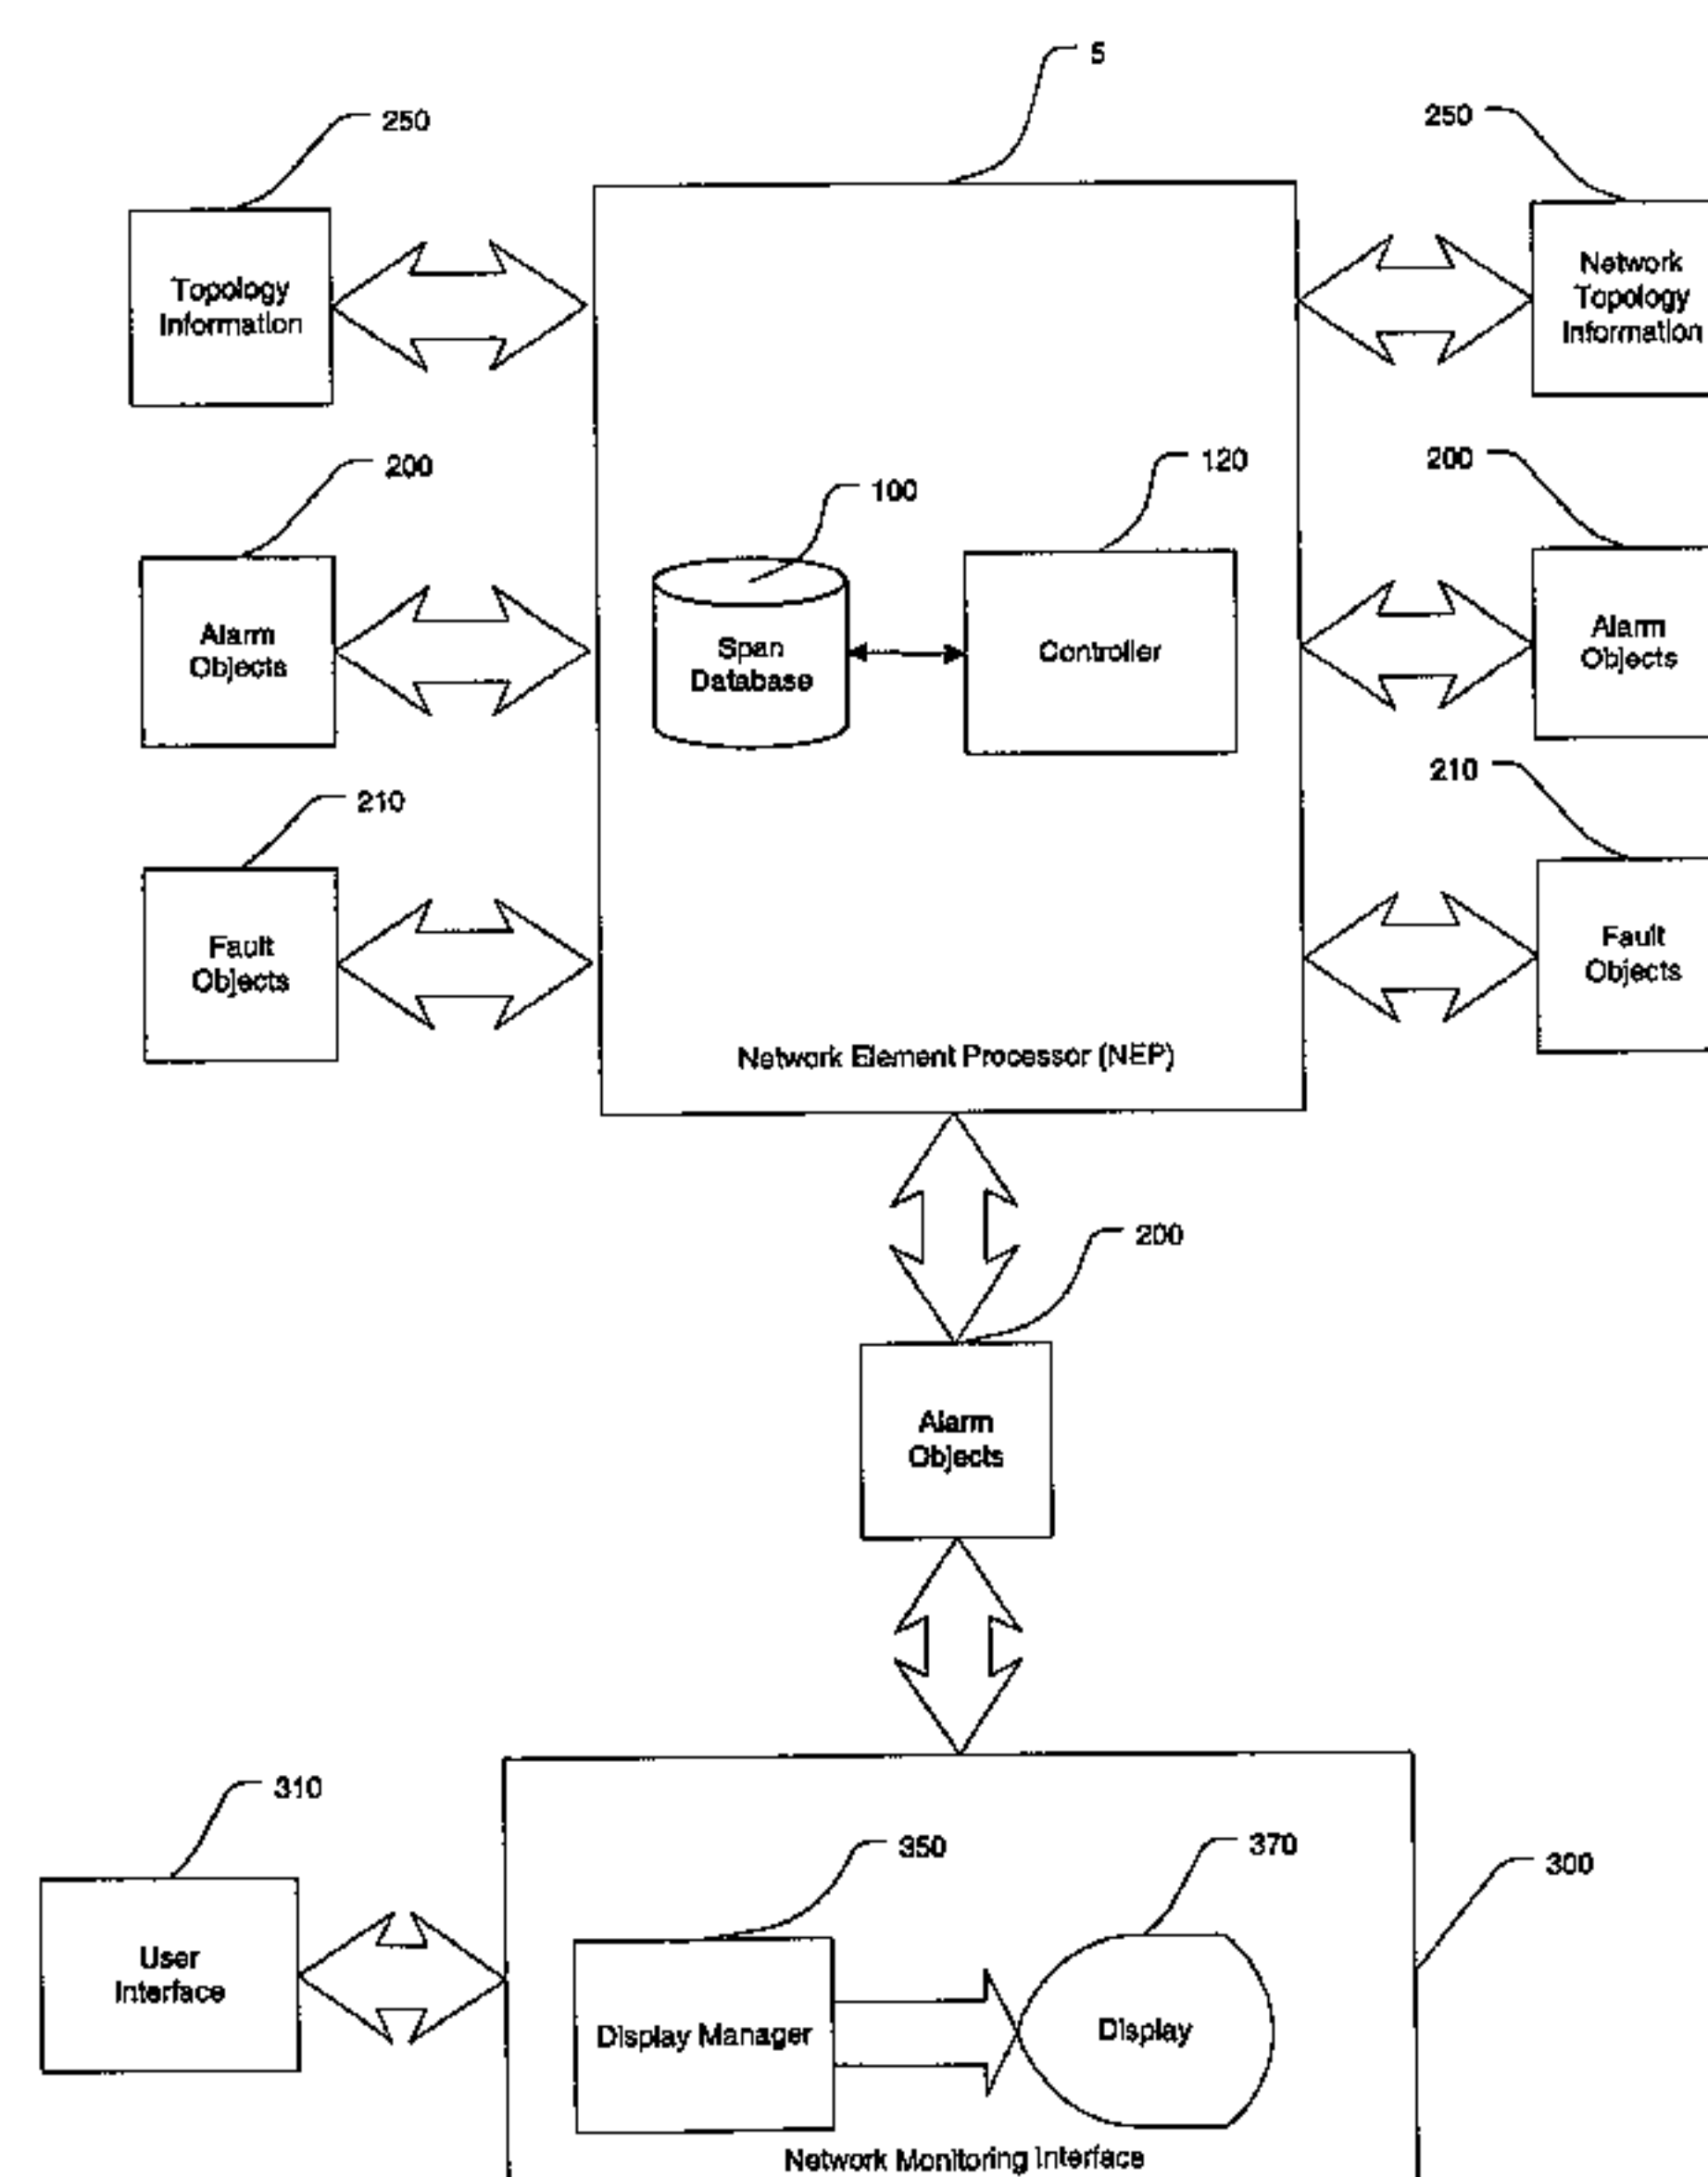 5
250
250
Topology
Information
Network
Topology
Information
200
100
120
200
Alarm
Objects
Span
Database
Controller
Alarm
Objects
210
210
Fault
Objects
Fault
Objects
Network Element Processor (NEP)
200
Alarm
Objects
310
350
370
300
User
Interface
Display Manager
Display
Network Monitoring Interface